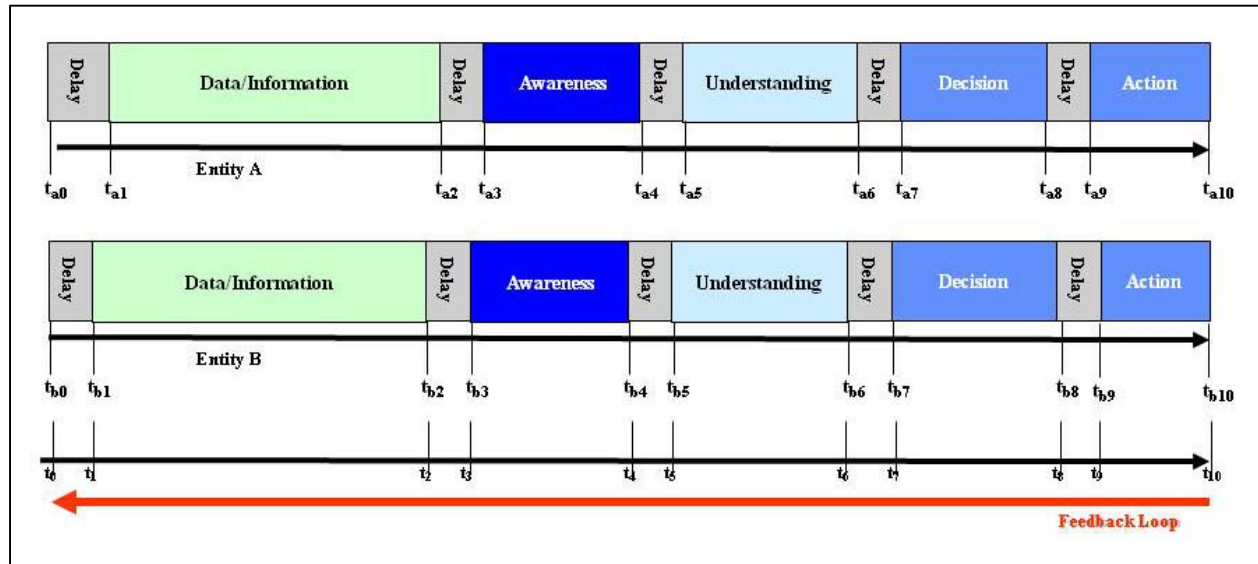 Delay Data/Information Delay Awareness Delay Understanding Delay Decision Delay Action
Entity A
ta0 ta1 ta2 ta3 ta4 ta5 ta6 ta7 ta8 ta9 ta10
Delay Data/Information Delay Awareness Delay Understanding Delay Decision Delay Action
Entity B
tb0 tb1 tb2 tb3 tb4 tb5 tb6 tb7 tb8 tb9 tb10
t0 t1 t2 t3 t4 t5 t6 t7 t8 t9 t10
Feedback Loop